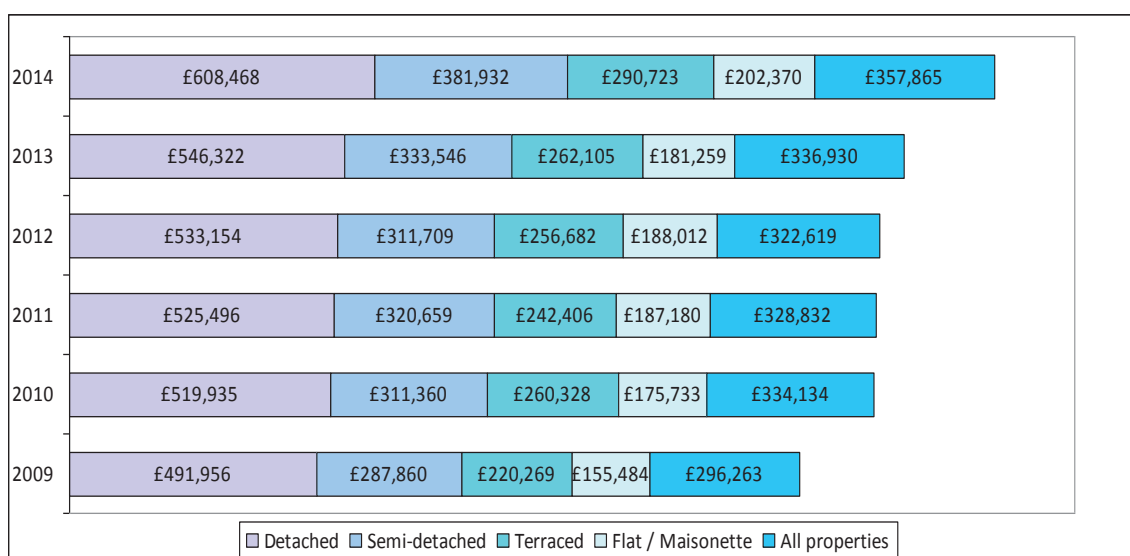 2014 £608,468 £381,932 £290,723 £202,370 £357,865
2013 £546,322 £333,546 £262,105 £181,259 £336,930
2012 £533,154 £311,709 £256,682 £188,012 £322,619
2011 £525,496 £320,659 £242,406 £187,180 £328,832
2010 £519,935 £311,360 £260,328 £175,733 £334,134
2009 £491,956 £287,860 £220,269 £155,484 £296,263
Detached Semi-detached Terraced Flat / Maisonette All properties